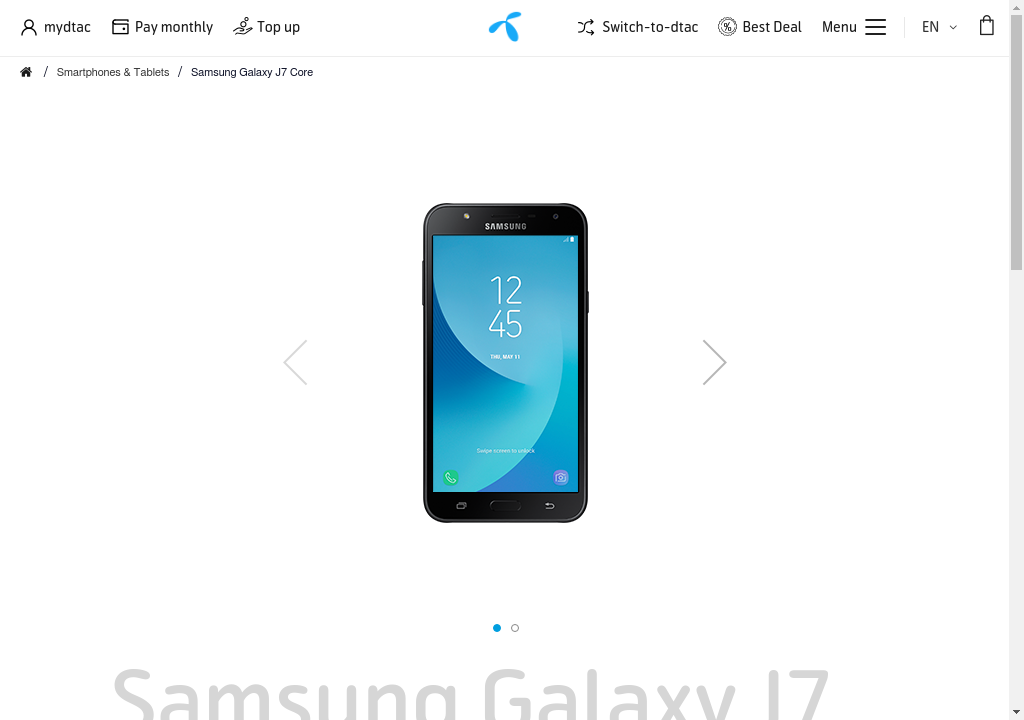 mydtac
Pay monthly
Top up
Switch-to-dtac
Best Deal
Menu
EN
/ Smartphones & Tablets / Samsung Galaxy J7 Core
SAMSUNG
12
45
THU, MAY 11
Swipe screen to unlock
Samsung Galaxy J7